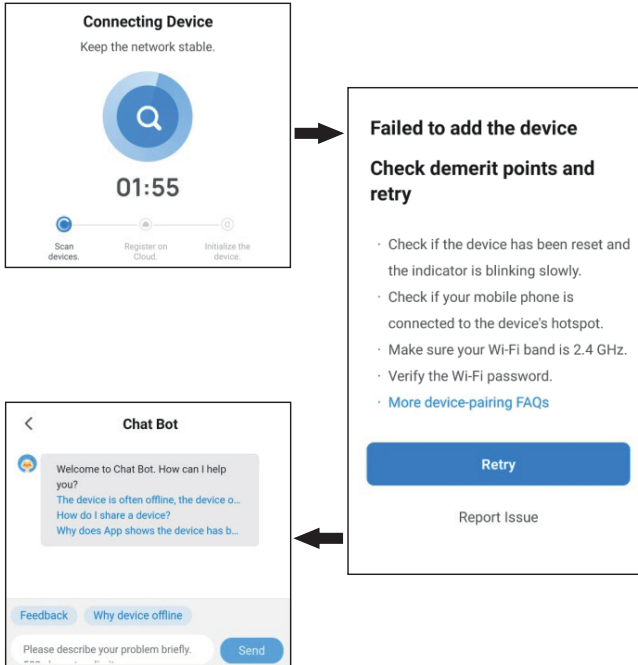 Connecting Device
Keep the network stable.
01:55
Scan
devices.
Register on
Cloud.
Initialize the
device.
Failed to add the device
Check demerit points and
retry
· Check if the device has been reset and
the indicator is blinking slowly.
· Check if your mobile phone is
connected to the device's hotspot.
· Make sure your Wi-Fi band is 2.4 GHz.
· Verify the Wi-Fi password.
· More device-pairing FAQs
Retry
Report Issue
Chat Bot
Welcome to Chat Bot. How can I help
you?
The device is often offline, the device o...
How do I share a device?
Why does App shows the device has b...
Feedback
Why device offline
Please describe your problem briefly.
Send